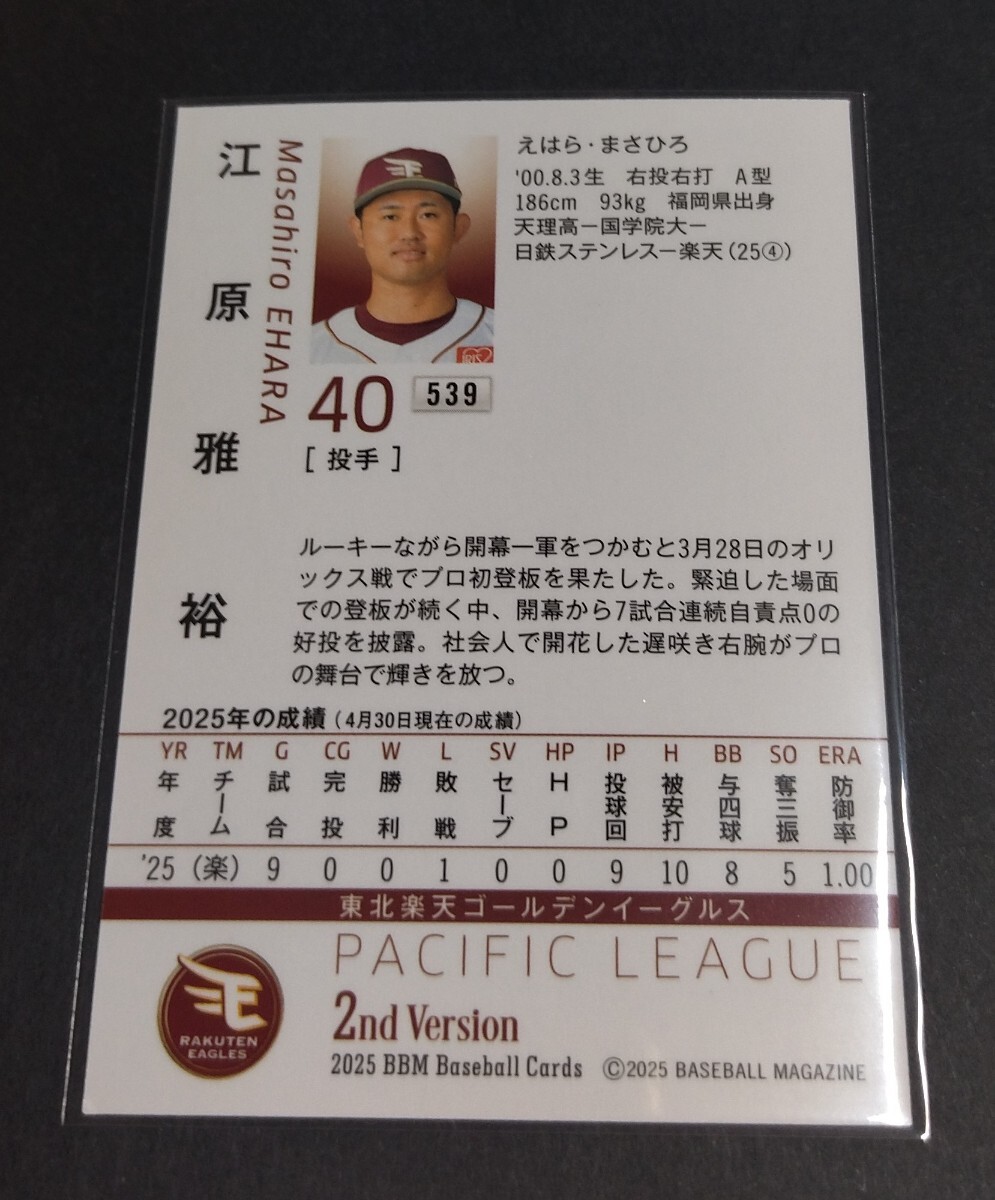 江原雅裕
Masahiro EHARA
えはら・まさひろ
'00.8.3生 右投右打 A型
186cm 93kg 福岡県出身
天理高ー国学院大ー
日鉄ステンレスー楽天(25④)
40
539
[ 投手 ]
ルーキーながら開幕一軍をつかむと3月28日のオリ
ックス戦でプロ初登板を果たした。緊迫した場面
での登板が続く中、開幕から7試合連続自責点0の
好投を披露。社会人で開花した遅咲き右腕がプロ
の舞台で輝きを放つ。
2025年の成績(4月30日現在の成績)
YR TM G CG W L SV HP IP H BB SO ERA
年度 チーム 試合 完投 勝利 敗戦 セーブ HP 投球回 被安打 与四球 奪三振 防御率
'25 (楽) 9 0 0 1 0 0 9 10 8 5 1.00
東北楽天ゴールデンイーグルス
PACIFIC LEAGUE
RAKUTEN
EAGLES
2nd Version
2025 BBM Baseball Cards ©2025 BASEBALL MAGAZINE